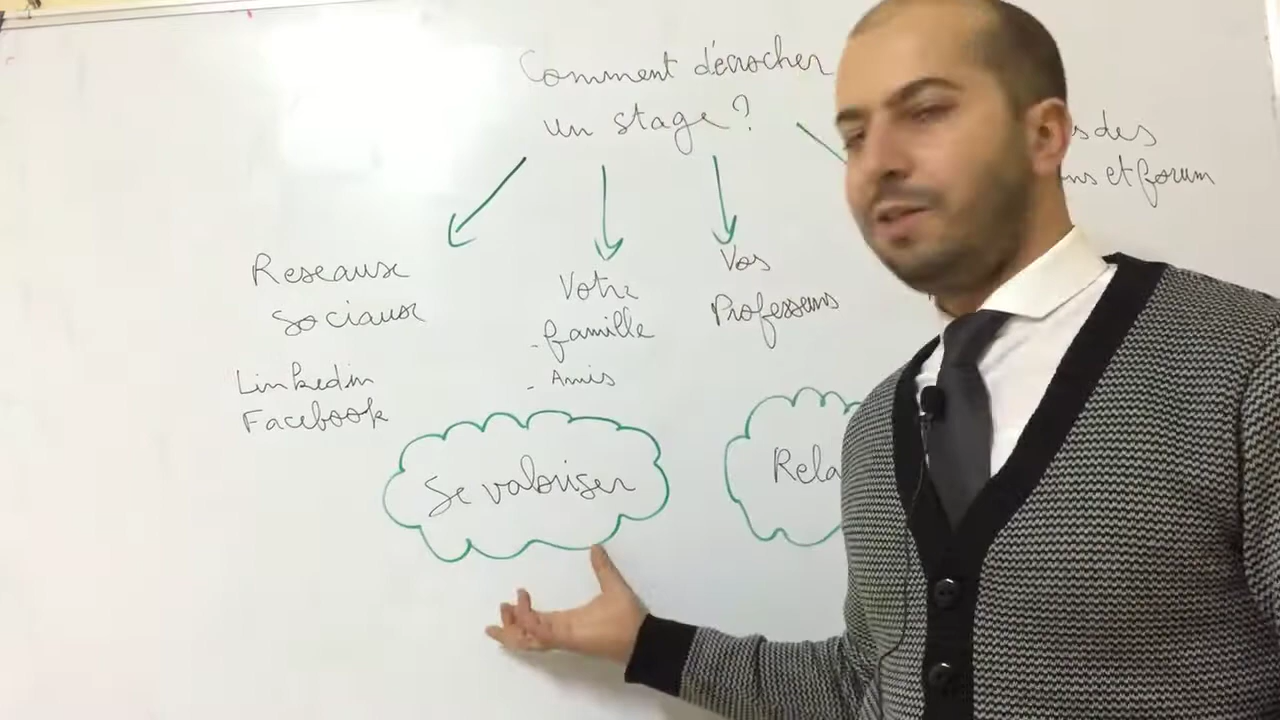 Comment décrocher
un stage ?
des
et forum
Reseaux
sociaux
Linkedin
Facebook
Votre
- famille
- Amis
Vos
Professeurs
Se valoriser
Rela